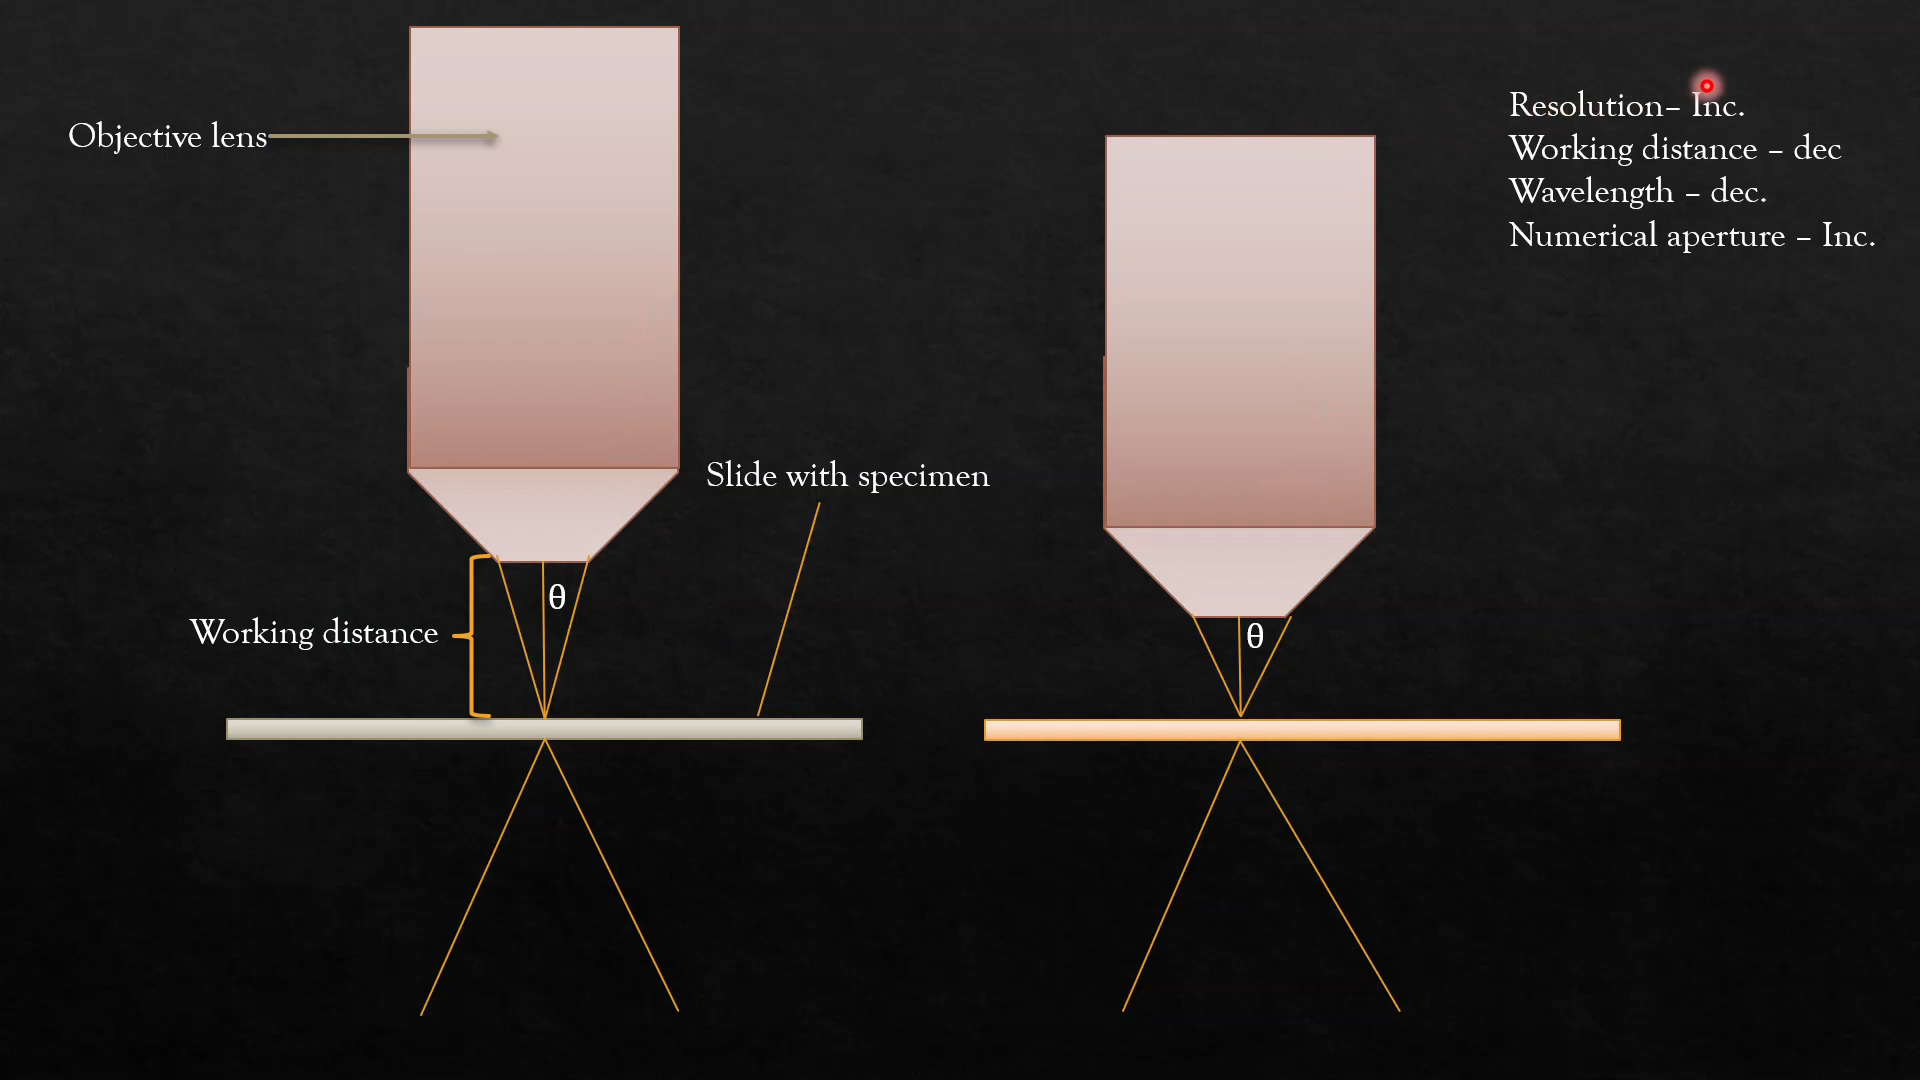 Objective lens
Resolution– Inc.
Working distance – dec
Wavelength – dec.
Numerical aperture – Inc.
Slide with specimen
θ
Working distance
θ